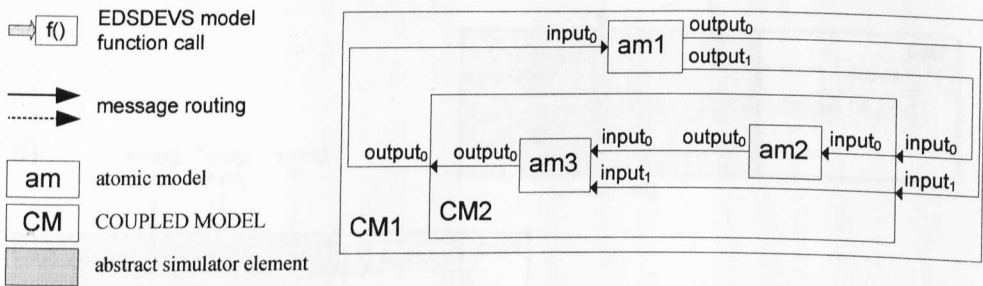 f()
EDSDEVS model
function call
message routing
am
atomic model
CM
COUPLED MODEL
abstract simulator element
input₀
am1
output₀
output₁
output₀
output₀
am3
input₀
input₁
output₀
am2
input₀
input₀
input₁
CM1
CM2